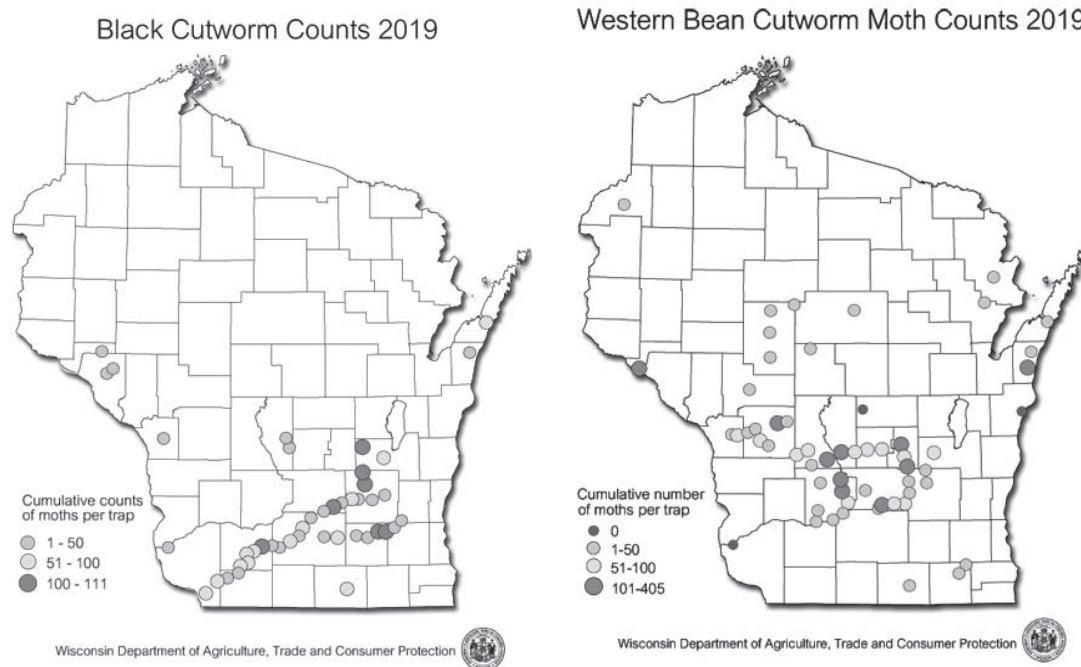 Black Cutworm Counts 2019
Cumulative counts
of moths per trap
1 - 50
51 - 100
100 - 111
Wisconsin Department of Agriculture, Trade and Consumer Protection
Western Bean Cutworm Moth Counts 2019
Cumulative number
of moths per trap
0
1-50
51-100
101-405
Wisconsin Department of Agriculture, Trade and Consumer Protection